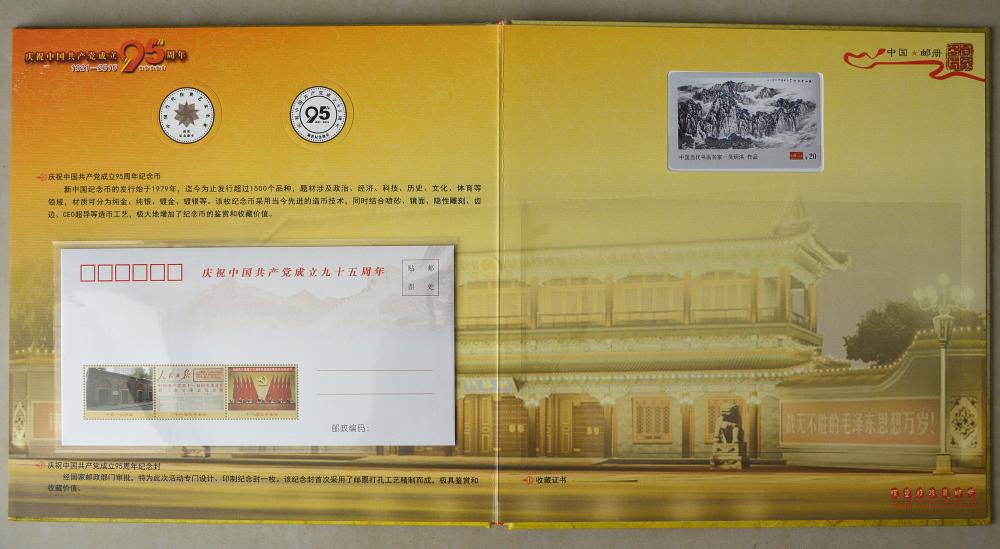 庆祝中国共产党成立95周年
1921—2016
95
庆祝中国共产党成立95周年纪念币
新中国纪念币的发行始于1979年，迄今为止发行超过1500个品种，题材涉及政治、经济、科技、历史、文化、体育等
领域，材质可分为纯金、纯银、镀金、镀银等。该枚纪念币采用当今先进的造币技术，同时结合喷砂、镜面、隐性雕刻、齿
边、CEO超导等造币工艺，极大地增加了纪念币的鉴赏和收藏价值。
庆祝中国共产党成立九十五周年
贴 邮
票 处
人民日报
邮政编码：
庆祝中国共产党成立95周年纪念封
经国家邮政部门审批，特为此次活动专门设计、印制纪念封一枚。该纪念封首次采用了邮票打孔工艺精制而成，极具鉴赏和
收藏价值。
中国★邮册
中国当代书画名家—吴炳洪 作品
20
战无不胜的毛泽东思想万岁！
收藏证书